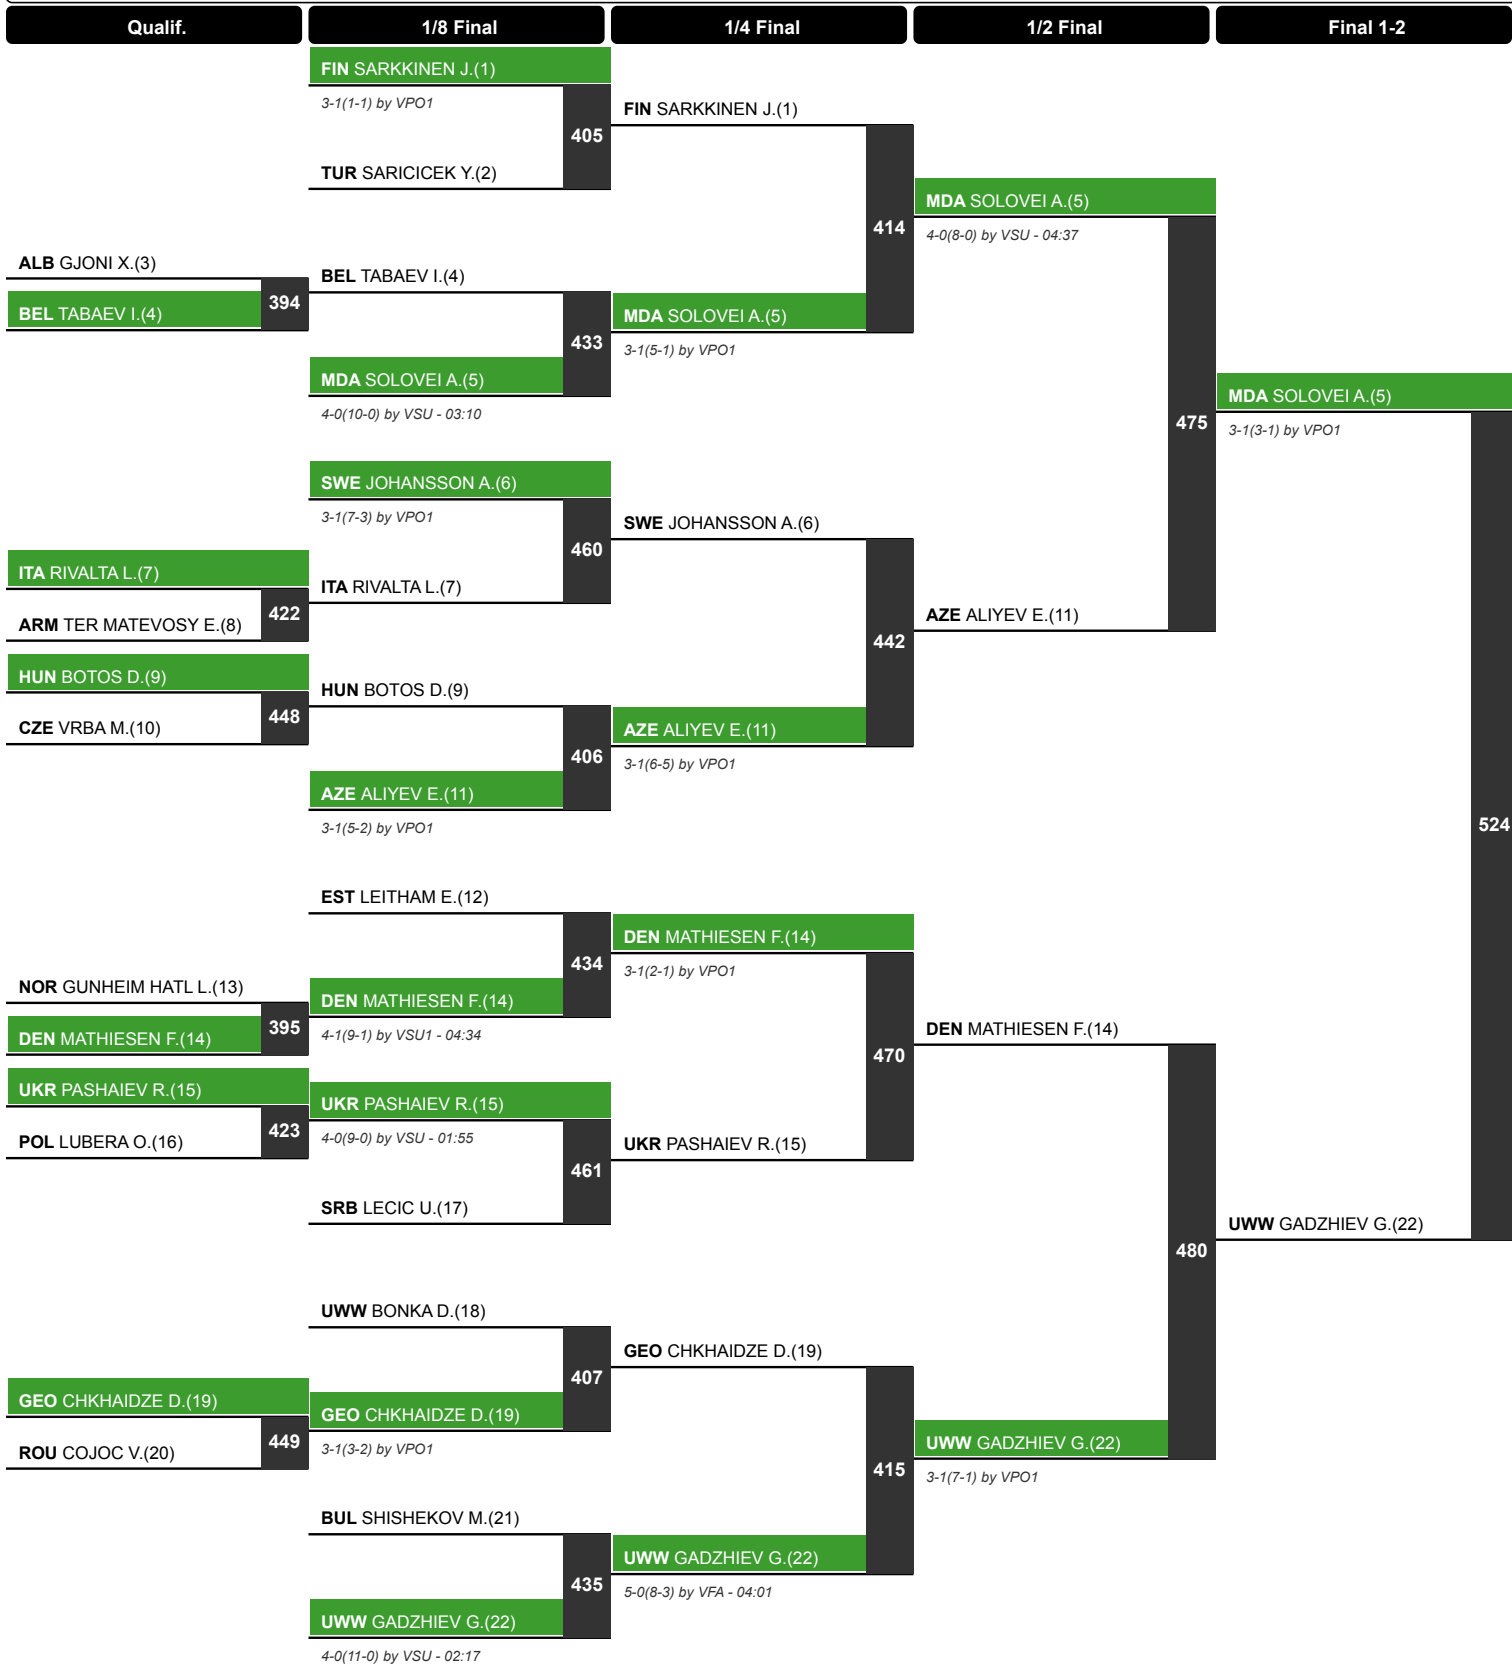 Qualif.
1/8 Final
1/4 Final
1/2 Final
Final 1-2
ALB GJONI X.(3)
BEL TABAEV I.(4)
394
ITA RIVALTA L.(7)
ARM TER MATEVOSY E.(8)
422
HUN BOTOS D.(9)
CZE VRBA M.(10)
448
NOR GUNHEIM HATL L.(13)
DEN MATHIESEN F.(14)
395
UKR PASHAIEV R.(15)
POL LUBERA O.(16)
423
GEO CHKHAIDZE D.(19)
ROU COJOC V.(20)
449
FIN SARKKINEN J.(1)
3-1(1-1) by VPO1
TUR SARICICEK Y.(2)
405
BEL TABAEV I.(4)
MDA SOLOVEI A.(5)
4-0(10-0) by VSU - 03:10
433
SWE JOHANSSON A.(6)
3-1(7-3) by VPO1
ITA RIVALTA L.(7)
460
HUN BOTOS D.(9)
AZE ALIYEV E.(11)
3-1(5-2) by VPO1
406
EST LEITHAM E.(12)
DEN MATHIESEN F.(14)
4-1(9-1) by VSU1 - 04:34
434
UKR PASHAIEV R.(15)
4-0(9-0) by VSU - 01:55
SRB LECIC U.(17)
461
UWW BONKA D.(18)
GEO CHKHAIDZE D.(19)
3-1(3-2) by VPO1
407
BUL SHISHEKOV M.(21)
UWW GADZHIEV G.(22)
4-0(11-0) by VSU - 02:17
435
FIN SARKKINEN J.(1)
MDA SOLOVEI A.(5)
3-1(5-1) by VPO1
414
SWE JOHANSSON A.(6)
AZE ALIYEV E.(11)
3-1(6-5) by VPO1
442
DEN MATHIESEN F.(14)
3-1(2-1) by VPO1
UKR PASHAIEV R.(15)
470
GEO CHKHAIDZE D.(19)
UWW GADZHIEV G.(22)
5-0(8-3) by VFA - 04:01
415
MDA SOLOVEI A.(5)
4-0(8-0) by VSU - 04:37
AZE ALIYEV E.(11)
475
DEN MATHIESEN F.(14)
UWW GADZHIEV G.(22)
3-1(7-1) by VPO1
480
MDA SOLOVEI A.(5)
3-1(3-1) by VPO1
UWW GADZHIEV G.(22)
524